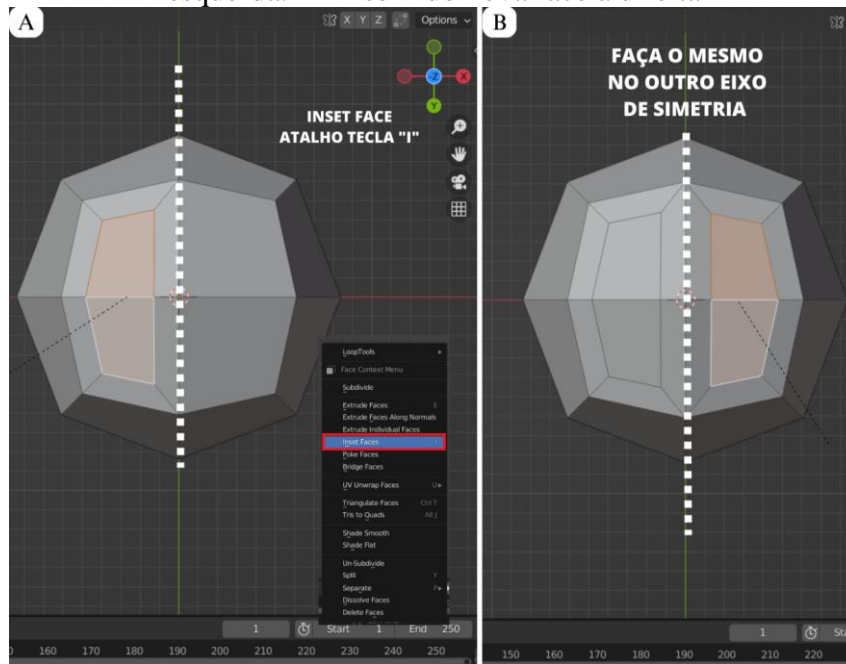 A
X Y Z
Options
X
-Z
Y
INSET FACE
ATALHO TECLA "I"
LoopTools
Face Context Menu
Subdivide
Extrude Faces E
Extrude Faces Along Normals
Extrude Individual Faces
Inset Faces
Poke Faces
Bridge Faces
UV Unwrap Faces U
Triangulate Faces Ctrl T
Tris to Quads Alt J
Shade Smooth
Shade Flat
Un-Subdivide
Split Y
Separate P
Dissolve Faces
Delete Faces
1 Start 1 End 250
160 170 180 190 200 210 220 230 240 250
B
FAÇA O MESMO
NO OUTRO EIXO
DE SIMETRIA
1
150 160 170 180 190 200 210 220